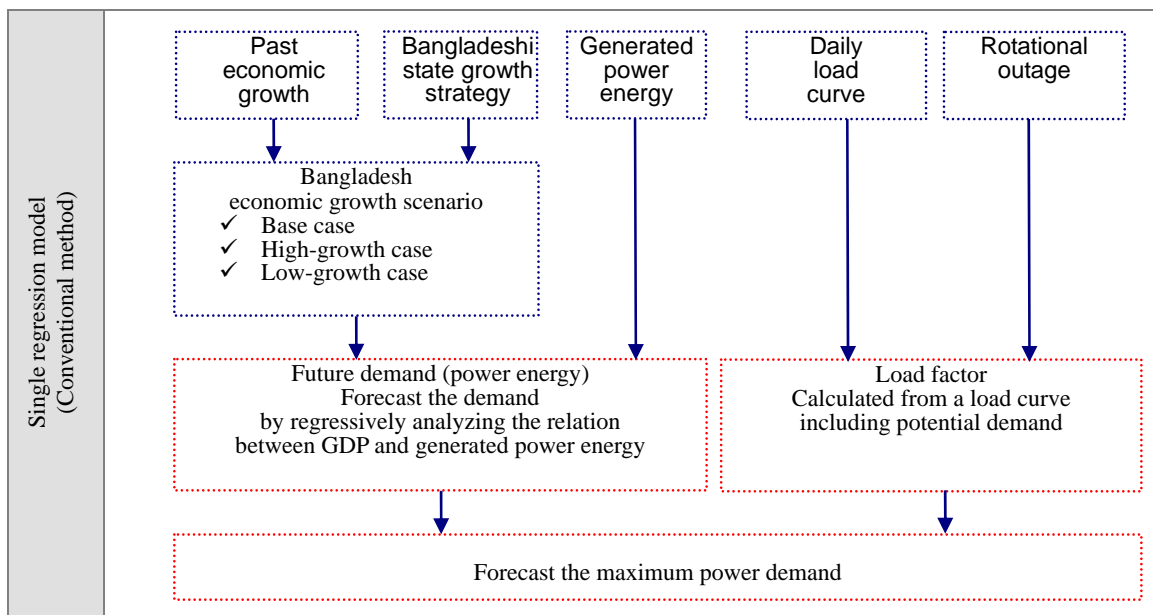 Single regression model
(Conventional method)
Past
economic
growth
Bangladeshi
state growth
strategy
Generated
power
energy
Daily
load
curve
Rotational
outage
Bangladesh
economic growth scenario
✓ Base case
✓ High-growth case
✓ Low-growth case
Future demand (power energy)
Forecast the demand
by regressively analyzing the relation
between GDP and generated power energy
Load factor
Calculated from a load curve
including potential demand
Forecast the maximum power demand